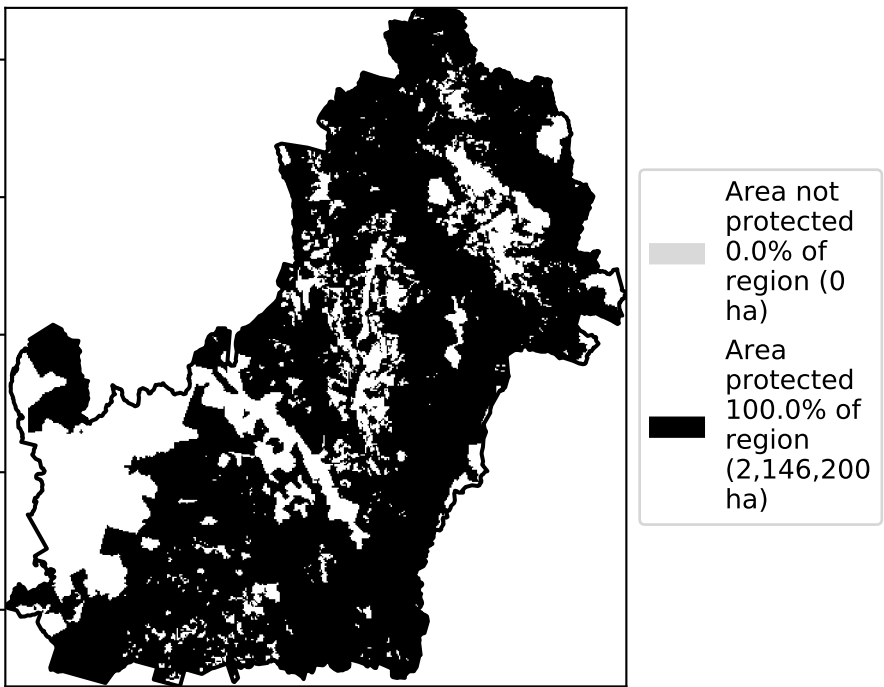 Area not
protected
0.0% of
region (0
ha)
Area
protected
100.0% of
region
(2,146,200
ha)